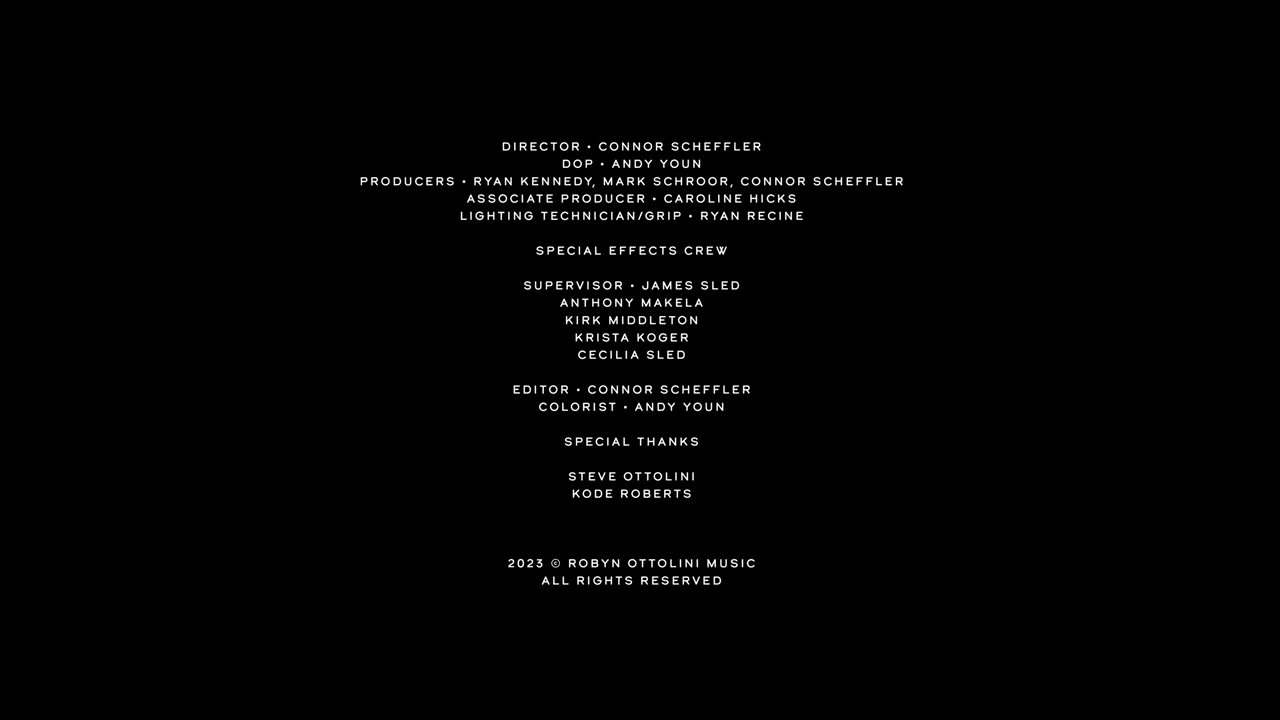 DIRECTOR • CONNOR SCHEFFLER
DOP • ANDY YOUN
PRODUCERS • RYAN KENNEDY, MARK SCHROOR, CONNOR SCHEFFLER
ASSOCIATE PRODUCER • CAROLINE HICKS
LIGHTING TECHNICIAN/GRIP • RYAN RECINE
SPECIAL EFFECTS CREW
SUPERVISOR • JAMES SLED
ANTHONY MAKELA
KIRK MIDDLETON
KRISTA KOGER
CECILIA SLED
EDITOR • CONNOR SCHEFFLER
COLORIST • ANDY YOUN
SPECIAL THANKS
STEVE OTTOLINI
KODE ROBERTS
2023 © ROBYN OTTOLINI MUSIC
ALL RIGHTS RESERVED